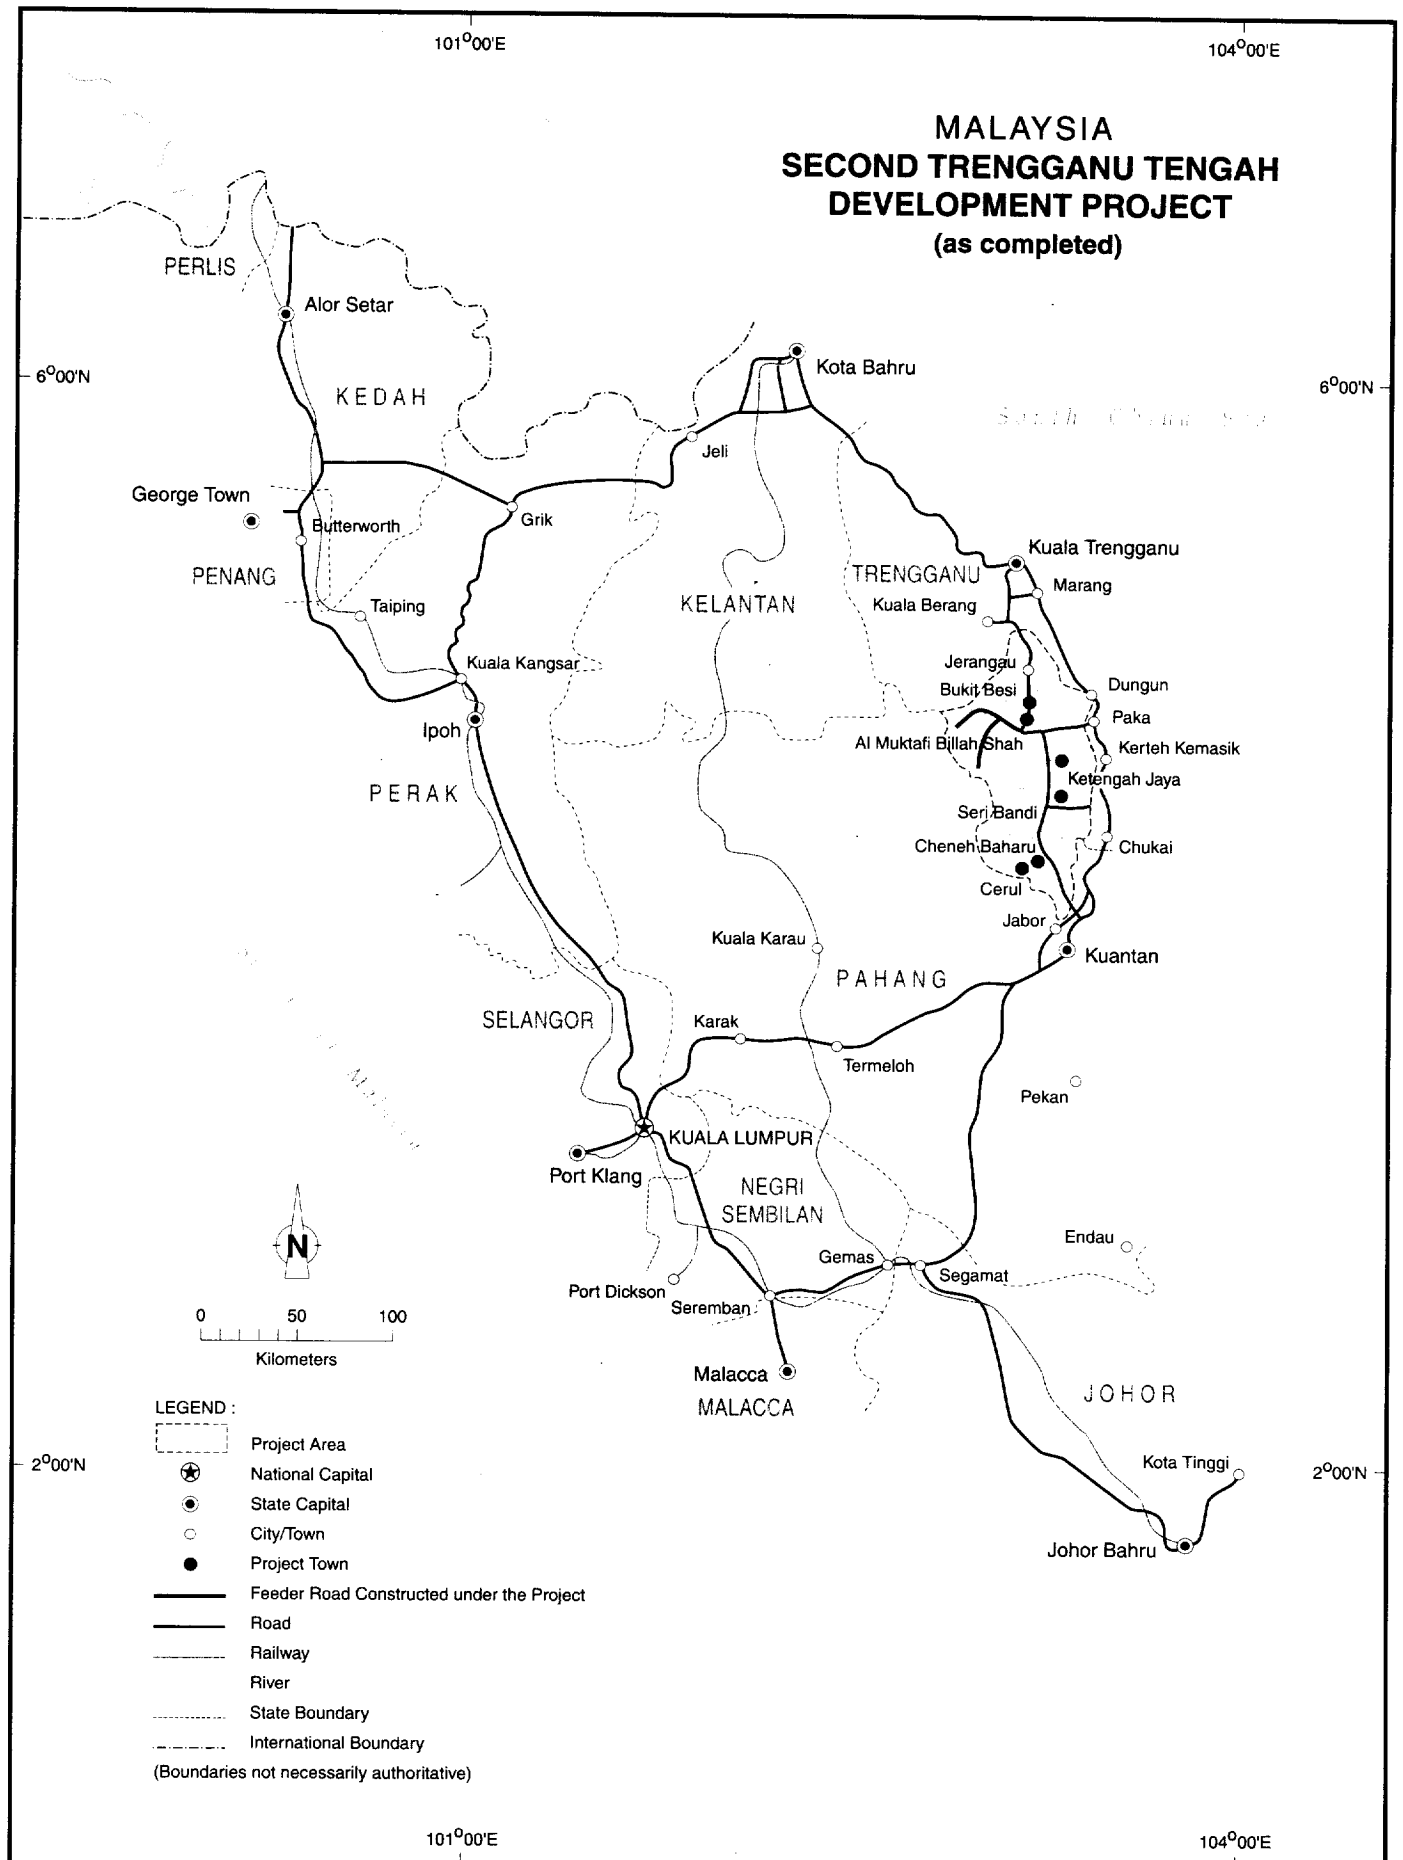 101°00'E
104°00'E
MALAYSIA
SECOND TRENGGANU TENGAH
DEVELOPMENT PROJECT
(as completed)
PERLIS
Alor Setar
Kota Bahru
6°00'N
6°00'N
KEDAH
South China Sea
Jeli
George Town
Grik
Butterworth
Kuala Trengganu
PENANG
TRENGGANU
Marang
Taiping
KELANTAN
Kuala Berang
Kuala Kangsar
Jerangau
Bukit Besi
Dungun
Paka
Ipoh
Al Muktafi Billah Shah
Kerteh Kemasik
Ketengah Jaya
PERAK
Seri Bandi
Cheneh Baharu
Chukai
Cerul
Jabor
Kuala Karau
Kuantan
PAHANG
SELANGOR
Karak
Termeloh
Pekan
KUALA LUMPUR
Port Klang
NEGRI
SEMBILAN
N
Endau
Gemas
Segamat
Port Dickson
Seremban
0 50 100
Kilometers
Malacca
MALACCA
JOHOR
LEGEND :
Project Area
2°00'N
Kota Tinggi
2°00'N
National Capital
State Capital
City/Town
Johor Bahru
Project Town
Feeder Road Constructed under the Project
Road
Railway
River
State Boundary
International Boundary
(Boundaries not necessarily authoritative)
101°00'E
104°00'E